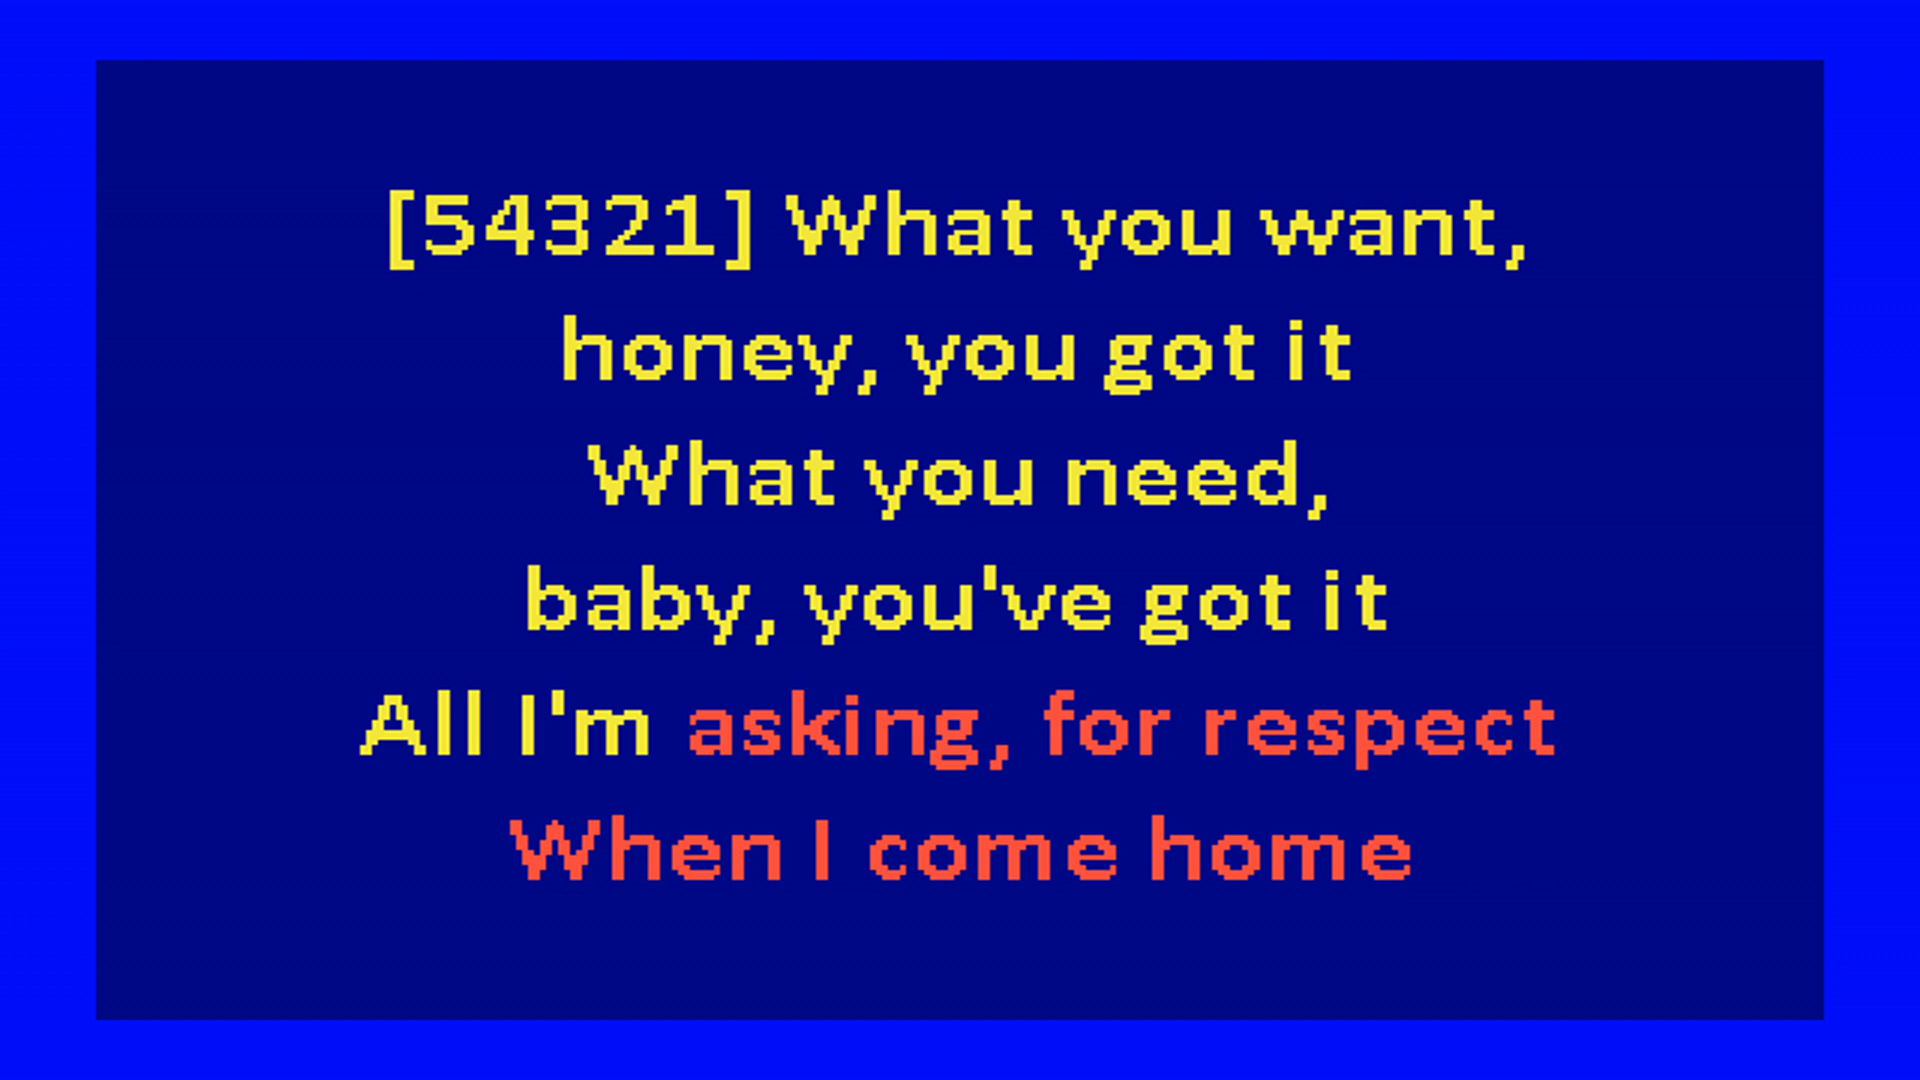 [54321] What you want,
honey, you got it
What you need,
baby, you've got it
All I'm asking, for respect
When I come home